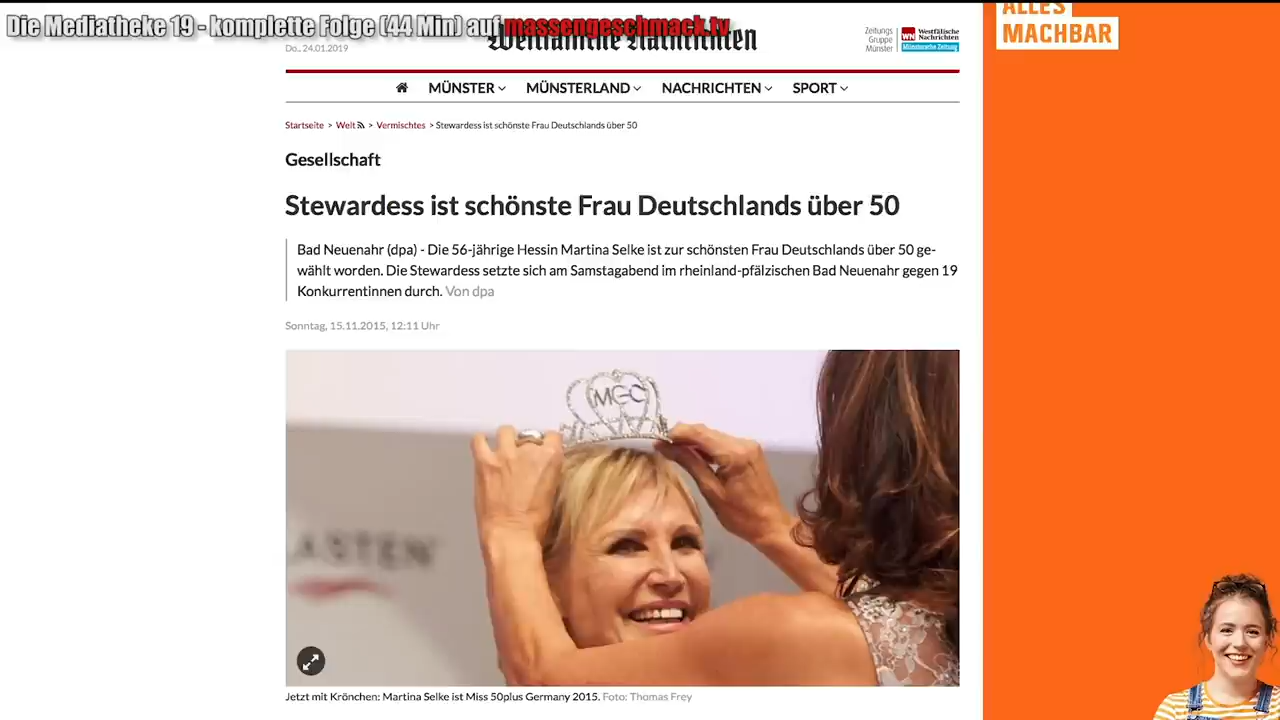 Die Mediatheke 19 - komplette Folge (44 Min) auf massengeschmack.tv
Westfälische Nachrichten
Do., 24.01.2019
Zeitungs
Gruppe
Münster
WN Westfälische
Nachrichten
Münstersche Zeitung
ALLES
MACHBAR
MÜNSTER
MÜNSTERLAND
NACHRICHTEN
SPORT
Startseite > Welt > Vermischtes > Stewardess ist schönste Frau Deutschlands über 50
Gesellschaft
Stewardess ist schönste Frau Deutschlands über 50
Bad Neuenahr (dpa) - Die 56-jährige Hessin Martina Selke ist zur schönsten Frau Deutschlands über 50 ge-
wählt worden. Die Stewardess setzte sich am Samstagabend im rheinland-pfälzischen Bad Neuenahr gegen 19
Konkurrentinnen durch. Von dpa
Sonntag, 15.11.2015, 12:11 Uhr
MGC
ASTEN
Jetzt mit Krönchen: Martina Selke ist Miss 50plus Germany 2015. Foto: Thomas Frey